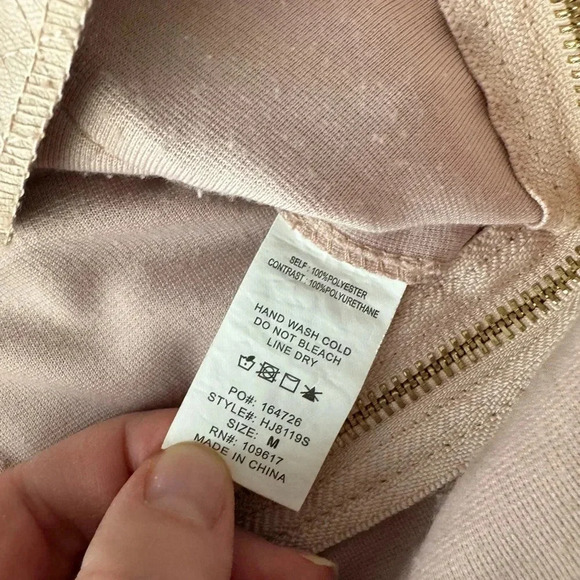 SELF : 100%POLYESTER
CONTRAST : 100%POLYURETHANE
HAND WASH COLD
DO NOT BLEACH
LINE DRY
PO#: 164726
STYLE#: HJ8119S
SIZE: M
RN#: 109617
MADE IN CHINA